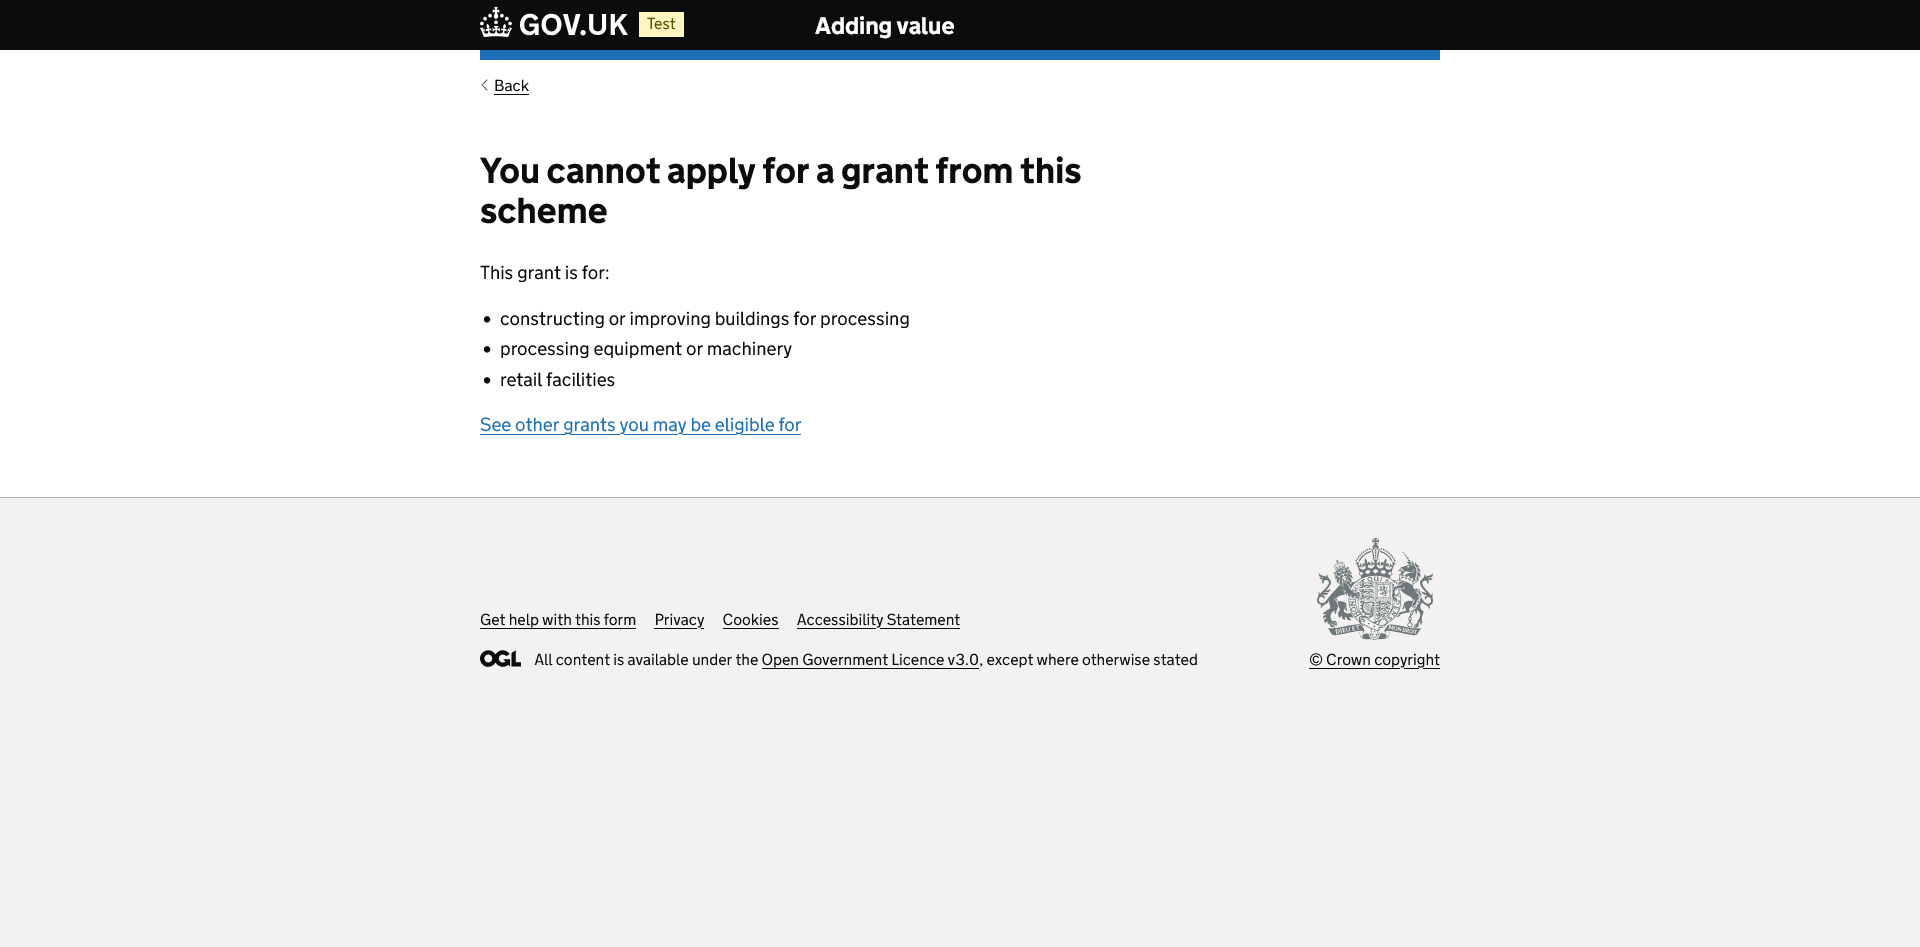 GOV.UK Test Adding value
Back
You cannot apply for a grant from this
scheme
This grant is for:
• constructing or improving buildings for processing
• processing equipment or machinery
• retail facilities
See other grants you may be eligible for
Get help with this form Privacy Cookies Accessibility Statement
OGL All content is available under the Open Government Licence v3.0, except where otherwise stated
© Crown copyright